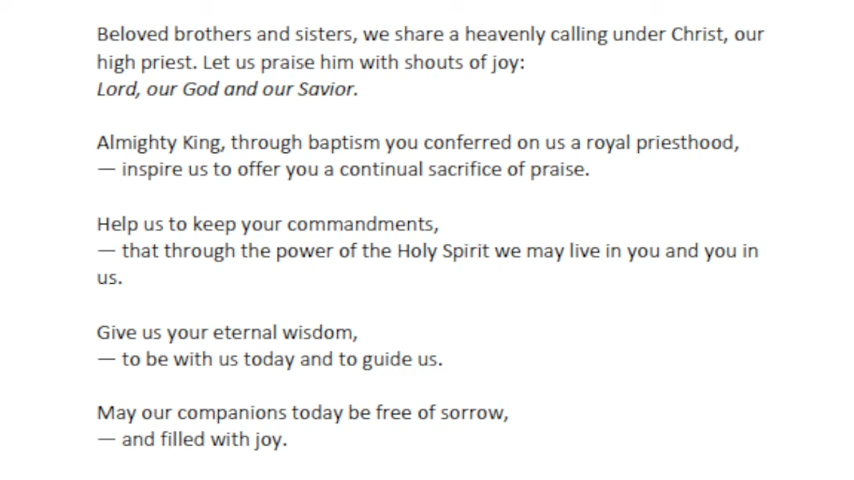 Beloved brothers and sisters, we share a heavenly calling under Christ, our
high priest. Let us praise him with shouts of joy:
Lord, our God and our Savior.
Almighty King, through baptism you conferred on us a royal priesthood,
— inspire us to offer you a continual sacrifice of praise.
Help us to keep your commandments,
— that through the power of the Holy Spirit we may live in you and you in
us.
Give us your eternal wisdom,
— to be with us today and to guide us.
May our companions today be free of sorrow,
— and filled with joy.